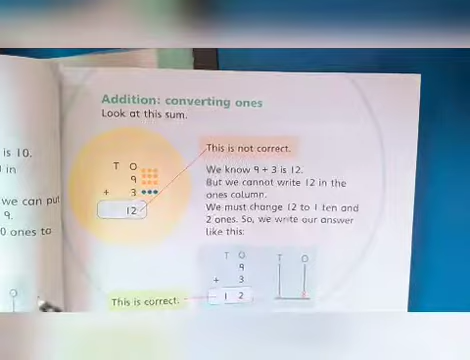 is 10.
in
we can put
9.
0 ones to
0
Addition: converting ones
Look at this sum.
T O
9
+ 3
12
This is not correct.
We know 9 + 3 is 12.
But we cannot write 12 in the
ones column.
We must change 12 to 1 ten and
2 ones. So, we write our answer
like this:
T O
9
+ 3
1 2
This is correct.
T O